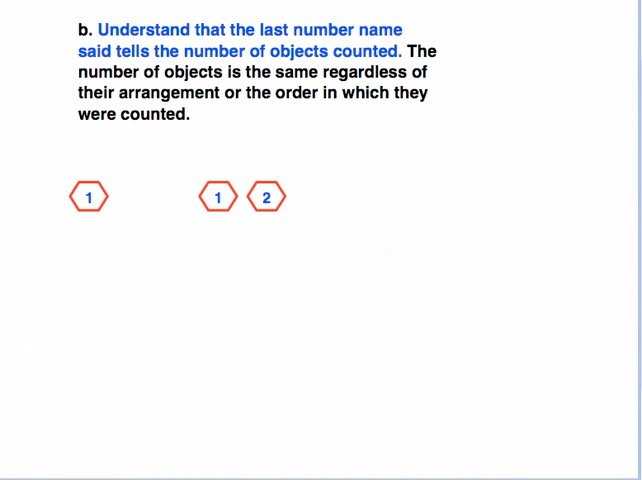 b. Understand that the last number name
said tells the number of objects counted. The
number of objects is the same regardless of
their arrangement or the order in which they
were counted.
1 1 2